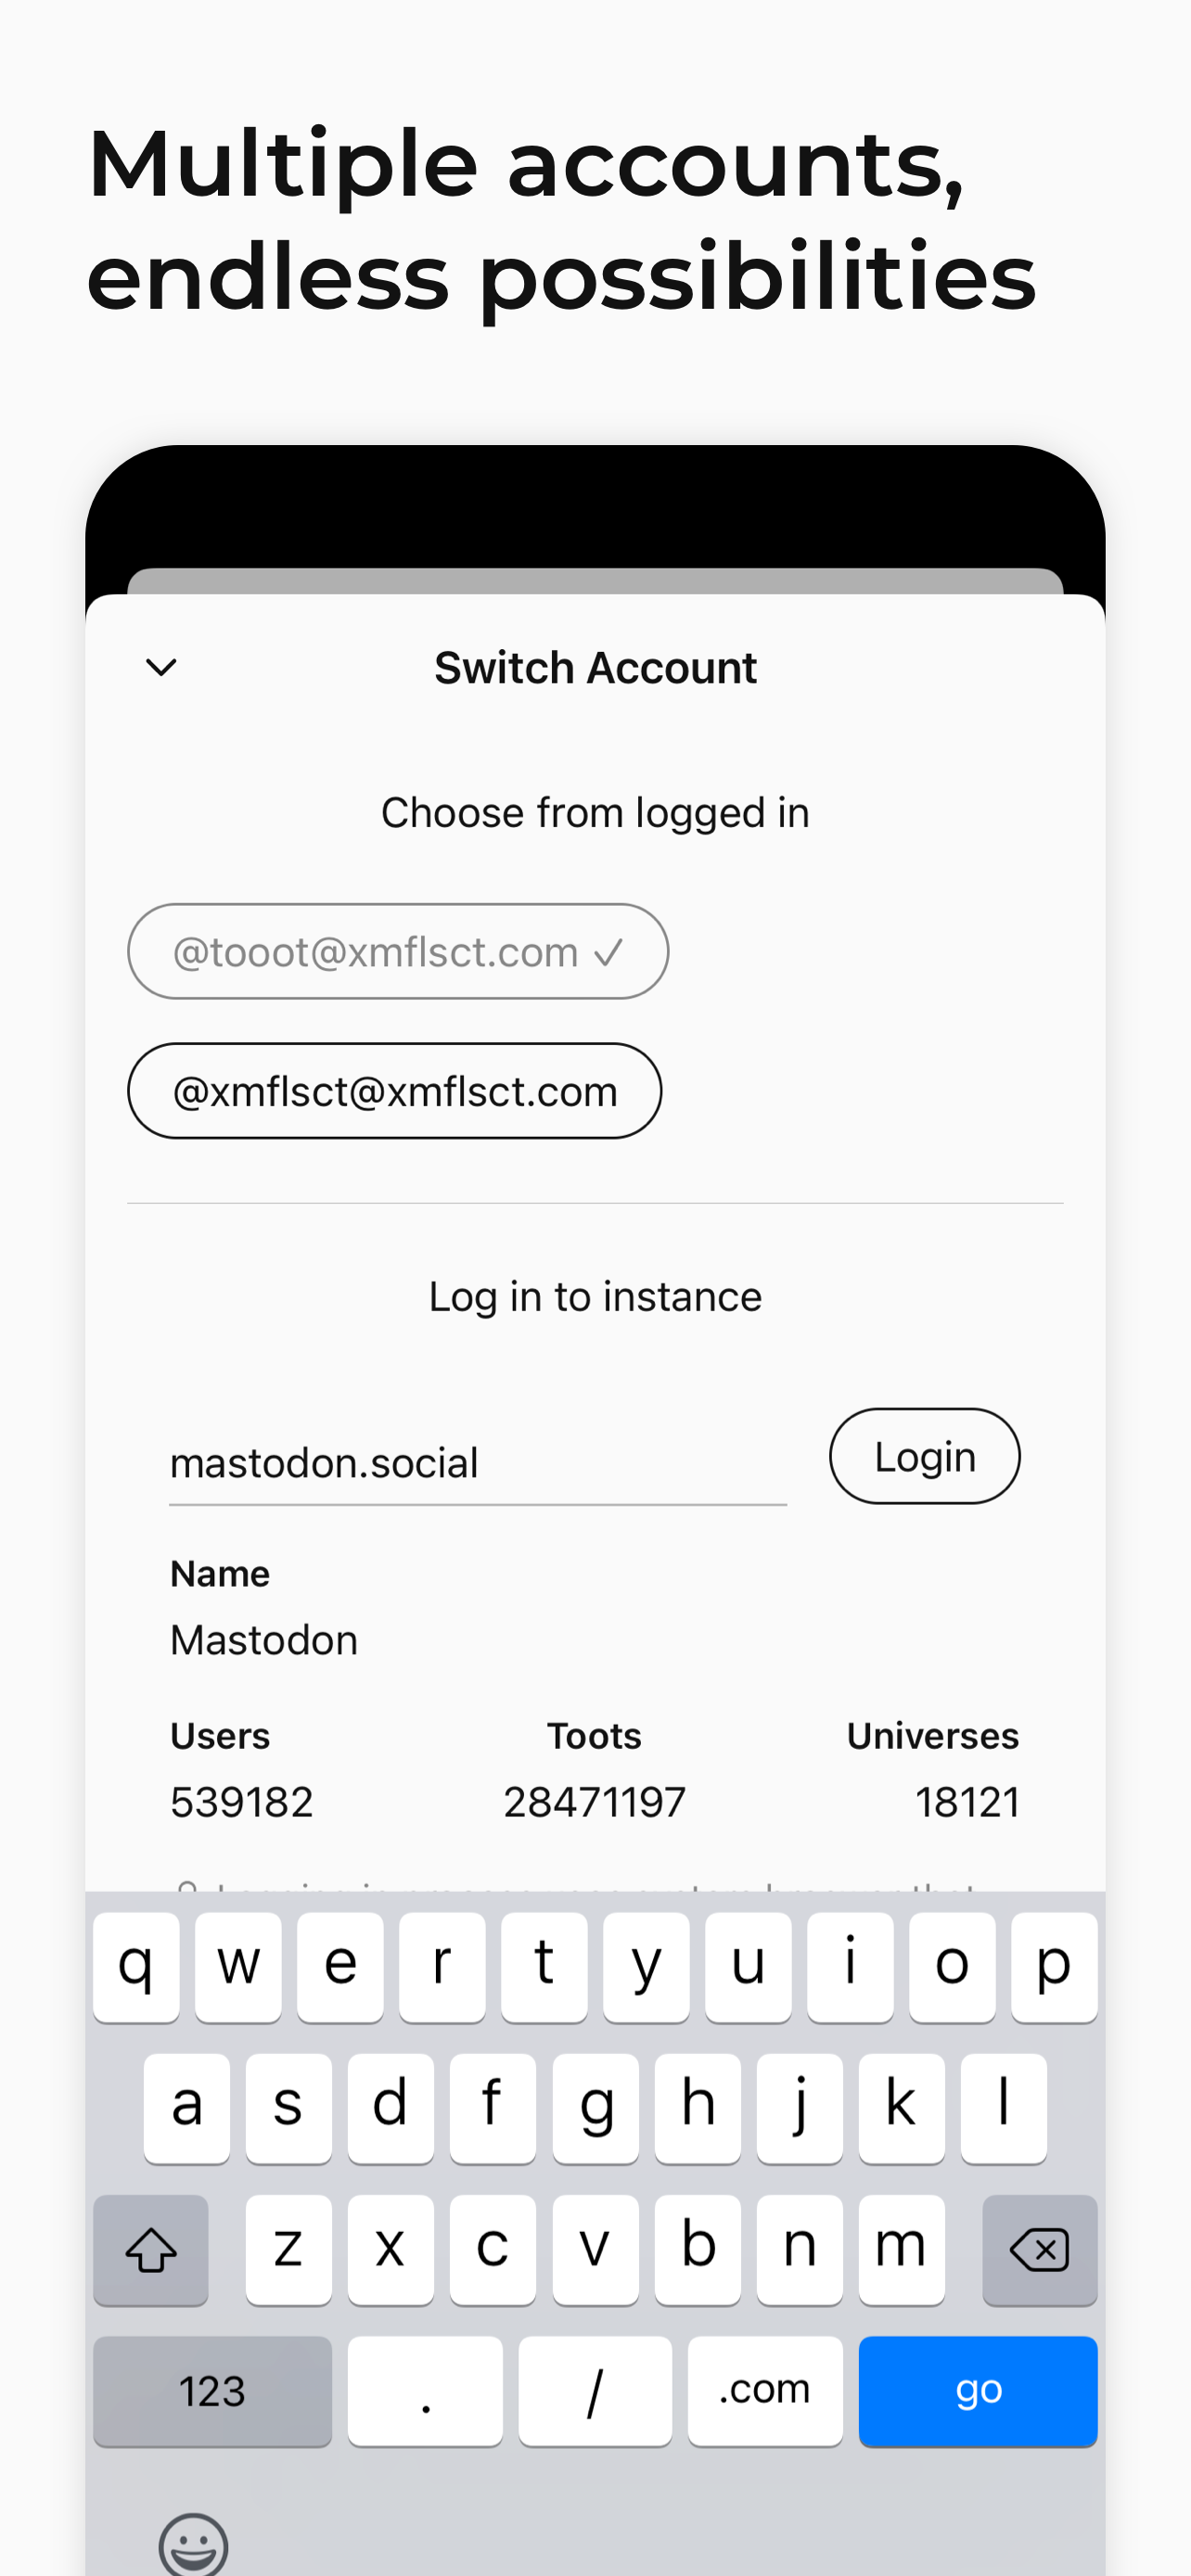 Multiple accounts,
endless possibilities
Switch Account
Choose from logged in
@tooot@xmflsct.com ✓
@xmflsct@xmflsct.com
Log in to instance
mastodon.social Login
Name
Mastodon
Users Toots Universes
539182 28471197 18121
q w e r t y u i o p
a s d f g h j k l
z x c v b n m
123 . / .com go